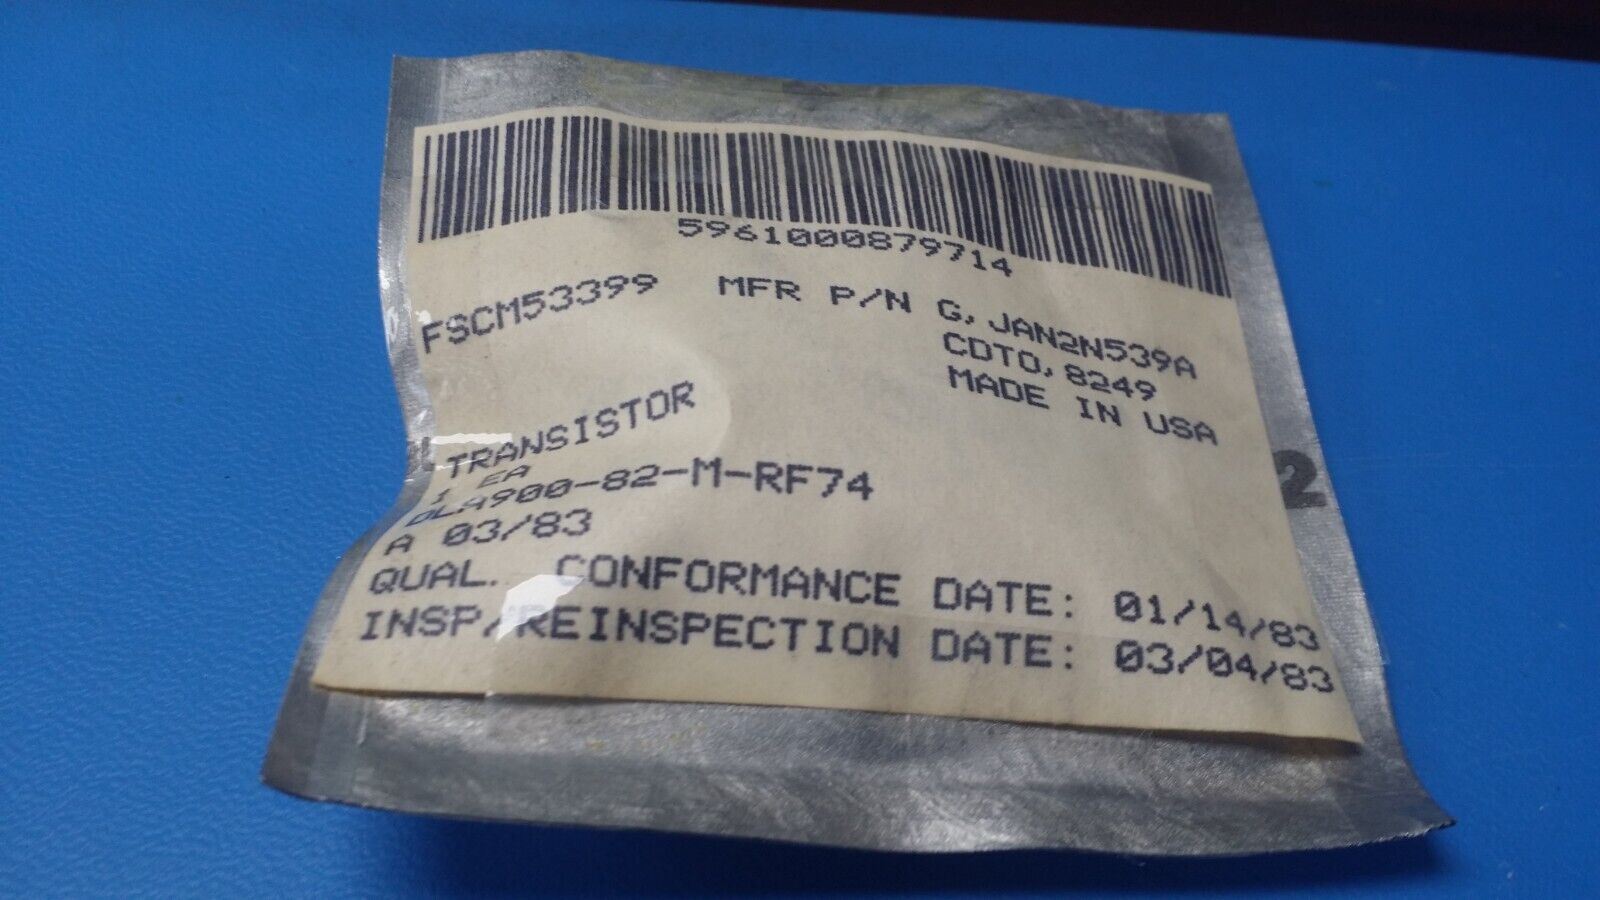 5961000879714
FSCM53399 MFR P/N G, JAN2N539A
CDTO, 8249
MADE IN USA
TRANSISTOR
1 EA
DLA900-82-M-RF74
A 03/83
QUAL. CONFORMANCE DATE: 01/14/83
INSP/REINSPECTION DATE: 03/04/83
2